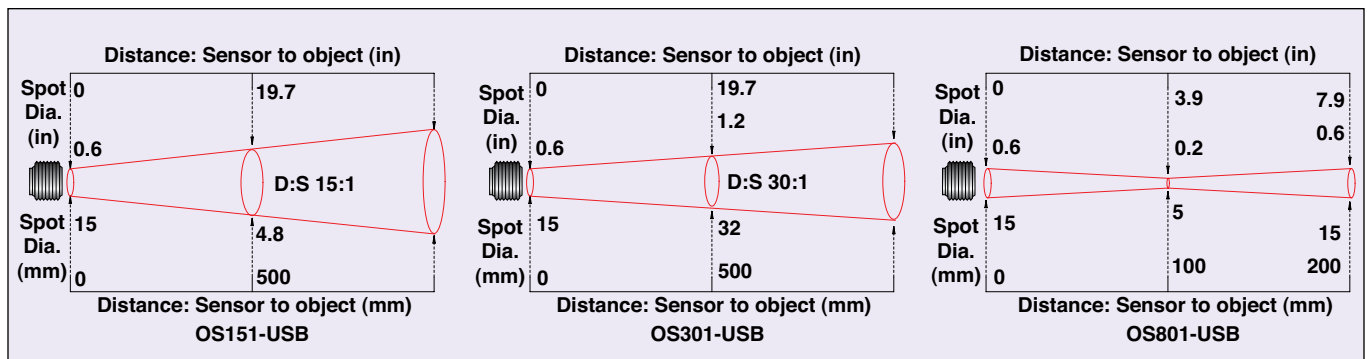 Distance: Sensor to object (in)
Spot
Dia.
(in)
0
19.7
0.6
D:S 15:1
15
4.8
Spot
Dia.
(mm)
0
500
Distance: Sensor to object (mm)
OS151-USB
Distance: Sensor to object (in)
Spot
Dia.
(in)
0
19.7
1.2
0.6
D:S 30:1
15
32
Spot
Dia.
(mm)
0
500
Distance: Sensor to object (mm)
OS301-USB
Distance: Sensor to object (in)
Spot
Dia.
(in)
0
3.9
7.9
0.6
0.2
0.6
15
5
15
Spot
Dia.
(mm)
0
100
200
Distance: Sensor to object (mm)
OS801-USB